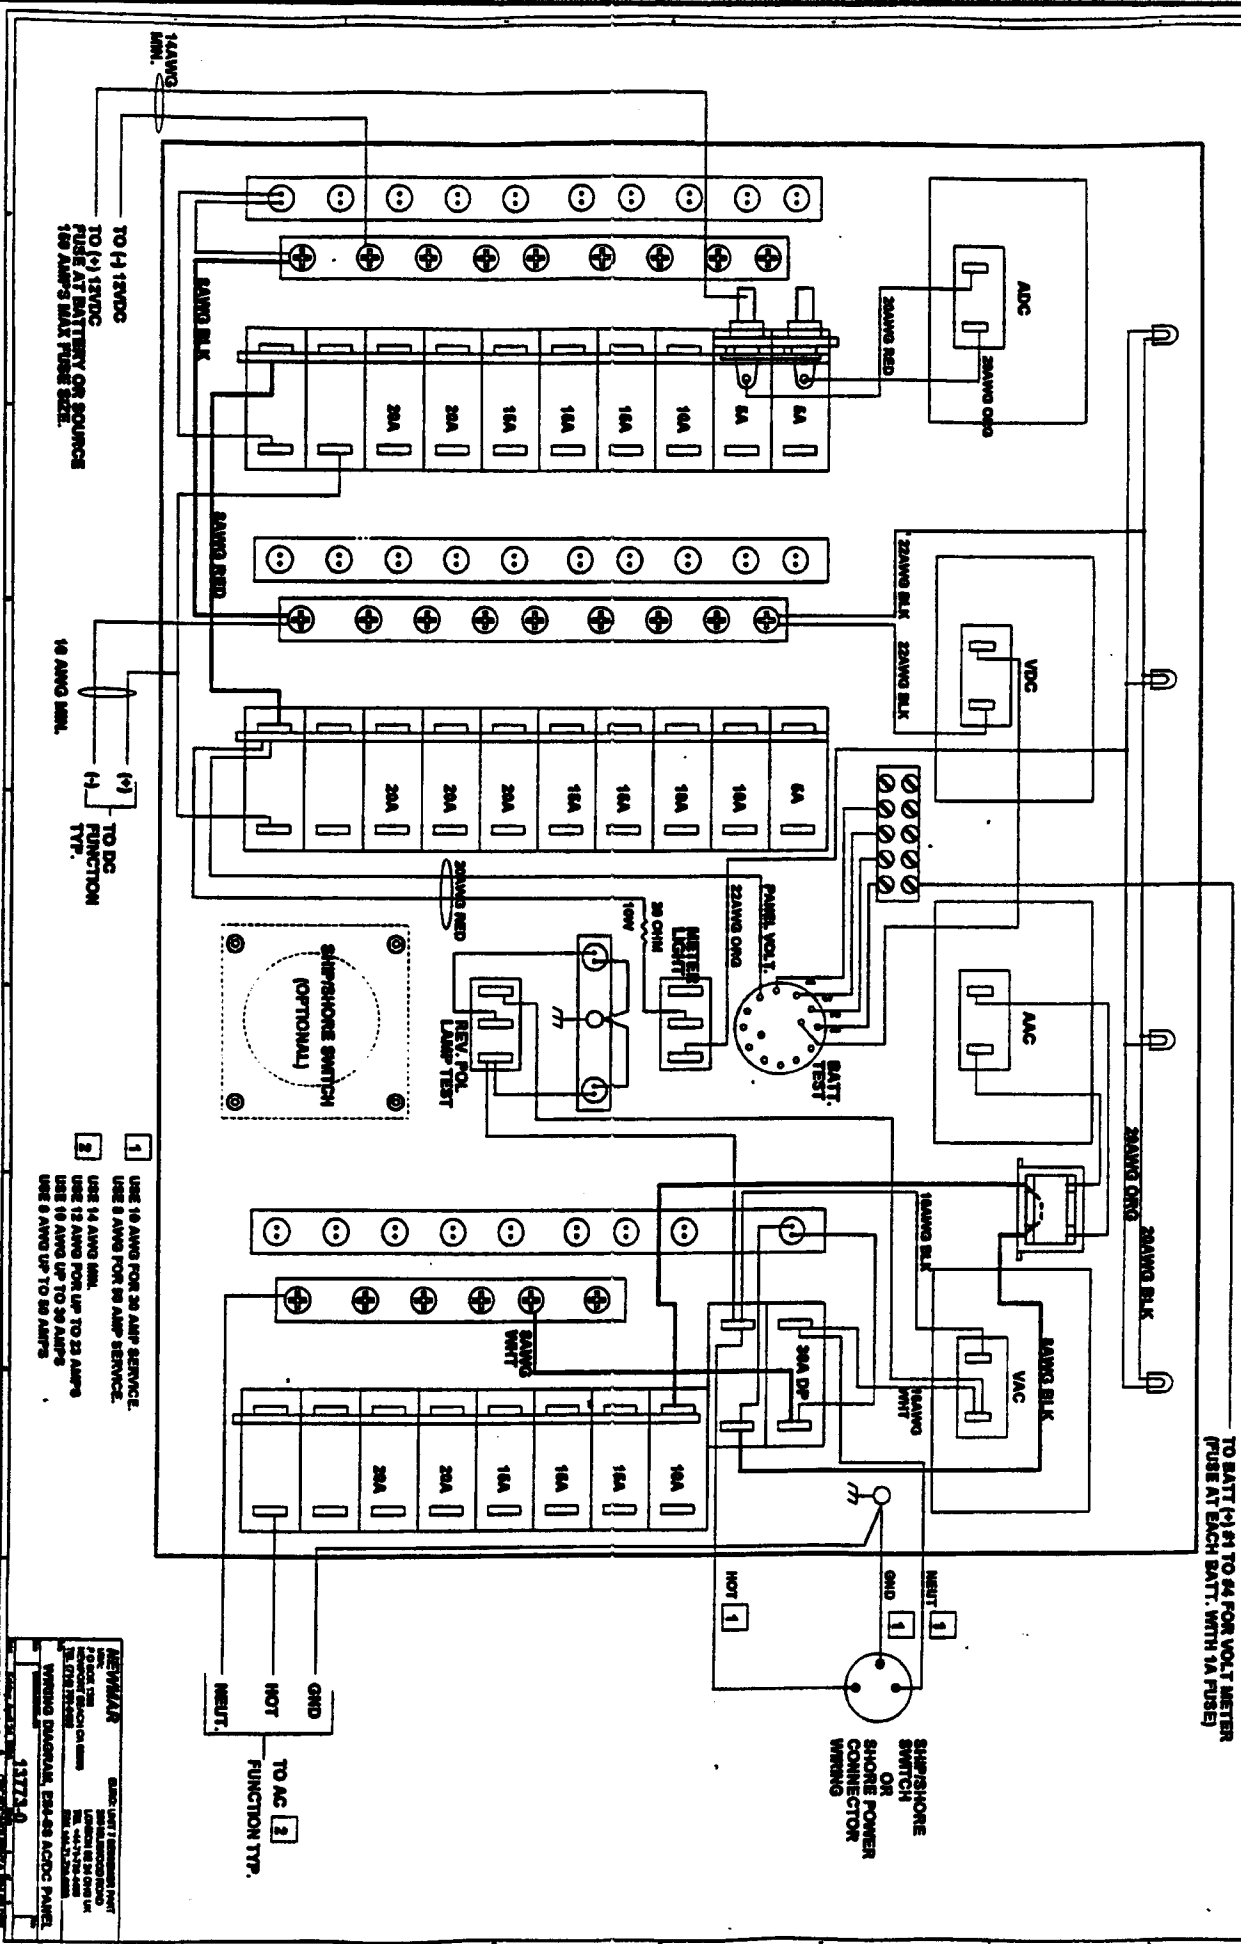 14AWG
MIN.
TO (-) 12VDC
TO (+) 12VDC
FUSE AT BATTERY OR SOURCE
160 AMPS MAX FUSE SIZE.
8AWG BLK
8AWG RED
20A
20A
15A
15A
15A
10A
5A
5A
ADC
20AWG RED
20AWG ORG
16 AWG MIN.
(+)
(-)
TO DC
FUNCTION
TYP.
22AWG BLK
22AWG BLK
VDC
20A
20A
20A
15A
15A
10A
10A
5A
20AWG RED
20 OHM
10W
METER
LIGHT
22AWG ORG
PANEL VOLT.
BATT.
TEST
REV. POL
LAMP TEST
SHIP/SHORE SWITCH
(OPTIONAL)
AAC
20AWG ORG
20AWG BLK
1
USE 10 AWG FOR 30 AMP SERVICE.
USE 8 AWG FOR 50 AMP SERVICE.
2
USE 14 AWG MIN.
USE 12 AWG FOR UP TO 23 AMPS
USE 10 AWG UP TO 30 AMPS
USE 8 AWG UP TO 50 AMPS
16AWG BLK
8AWG BLK
8AWG
WHT
16AWG
WHT
30A DP
VAC
20A
20A
15A
15A
15A
10A
TO BATT (+) #1 TO #4 FOR VOLT METER
(FUSE AT EACH BATT. WITH 1A FUSE)
NEUT 1
GND 1
HOT 1
SHIP/SHORE
SWITCH
OR
SHORE POWER
CONNECTOR
WIRING
GND
HOT
NEUT.
TO AC 2
FUNCTION TYP.
NEWMAR
WIRING DIAGRAM, ES4-BS AC/DC PANEL
13773-0